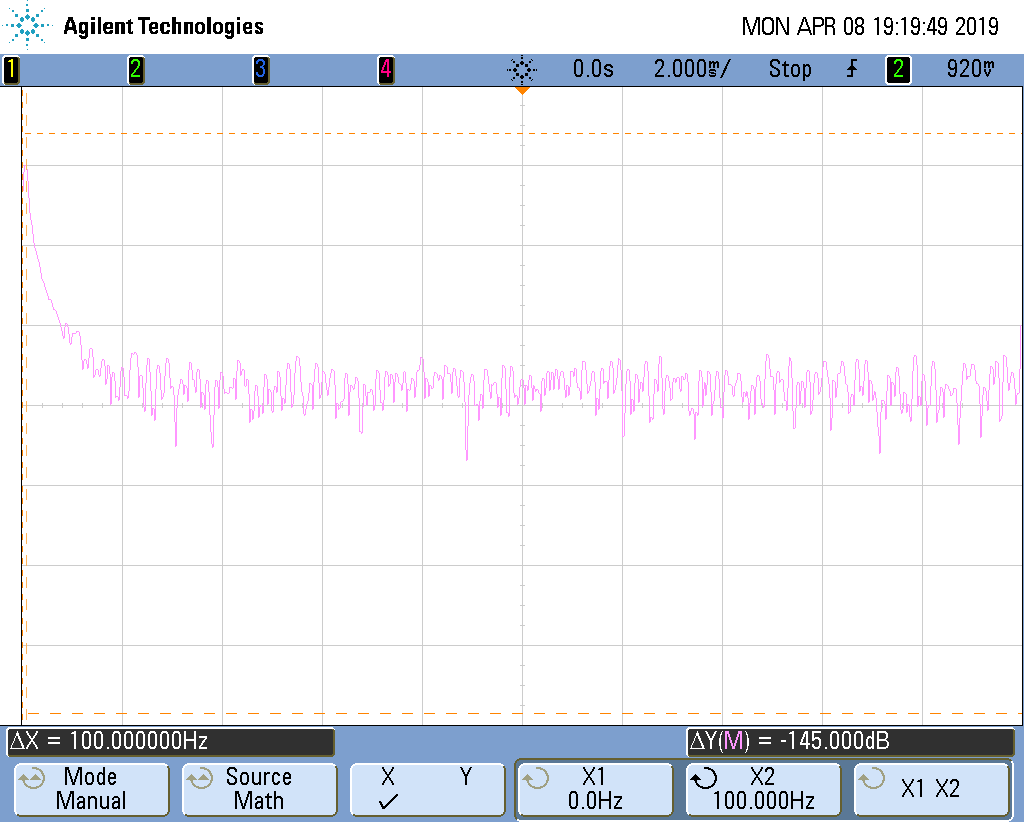 Agilent Technologies
MON APR 08 19:19:49 2019
1 2 3 4 0.0s 2.000ms/ Stop 2 920mV
ΔX = 100.000000Hz
ΔY(M) = -145.000dB
Mode
Manual
Source
Math
X Y
X1
0.0Hz
X2
100.000Hz
X1 X2